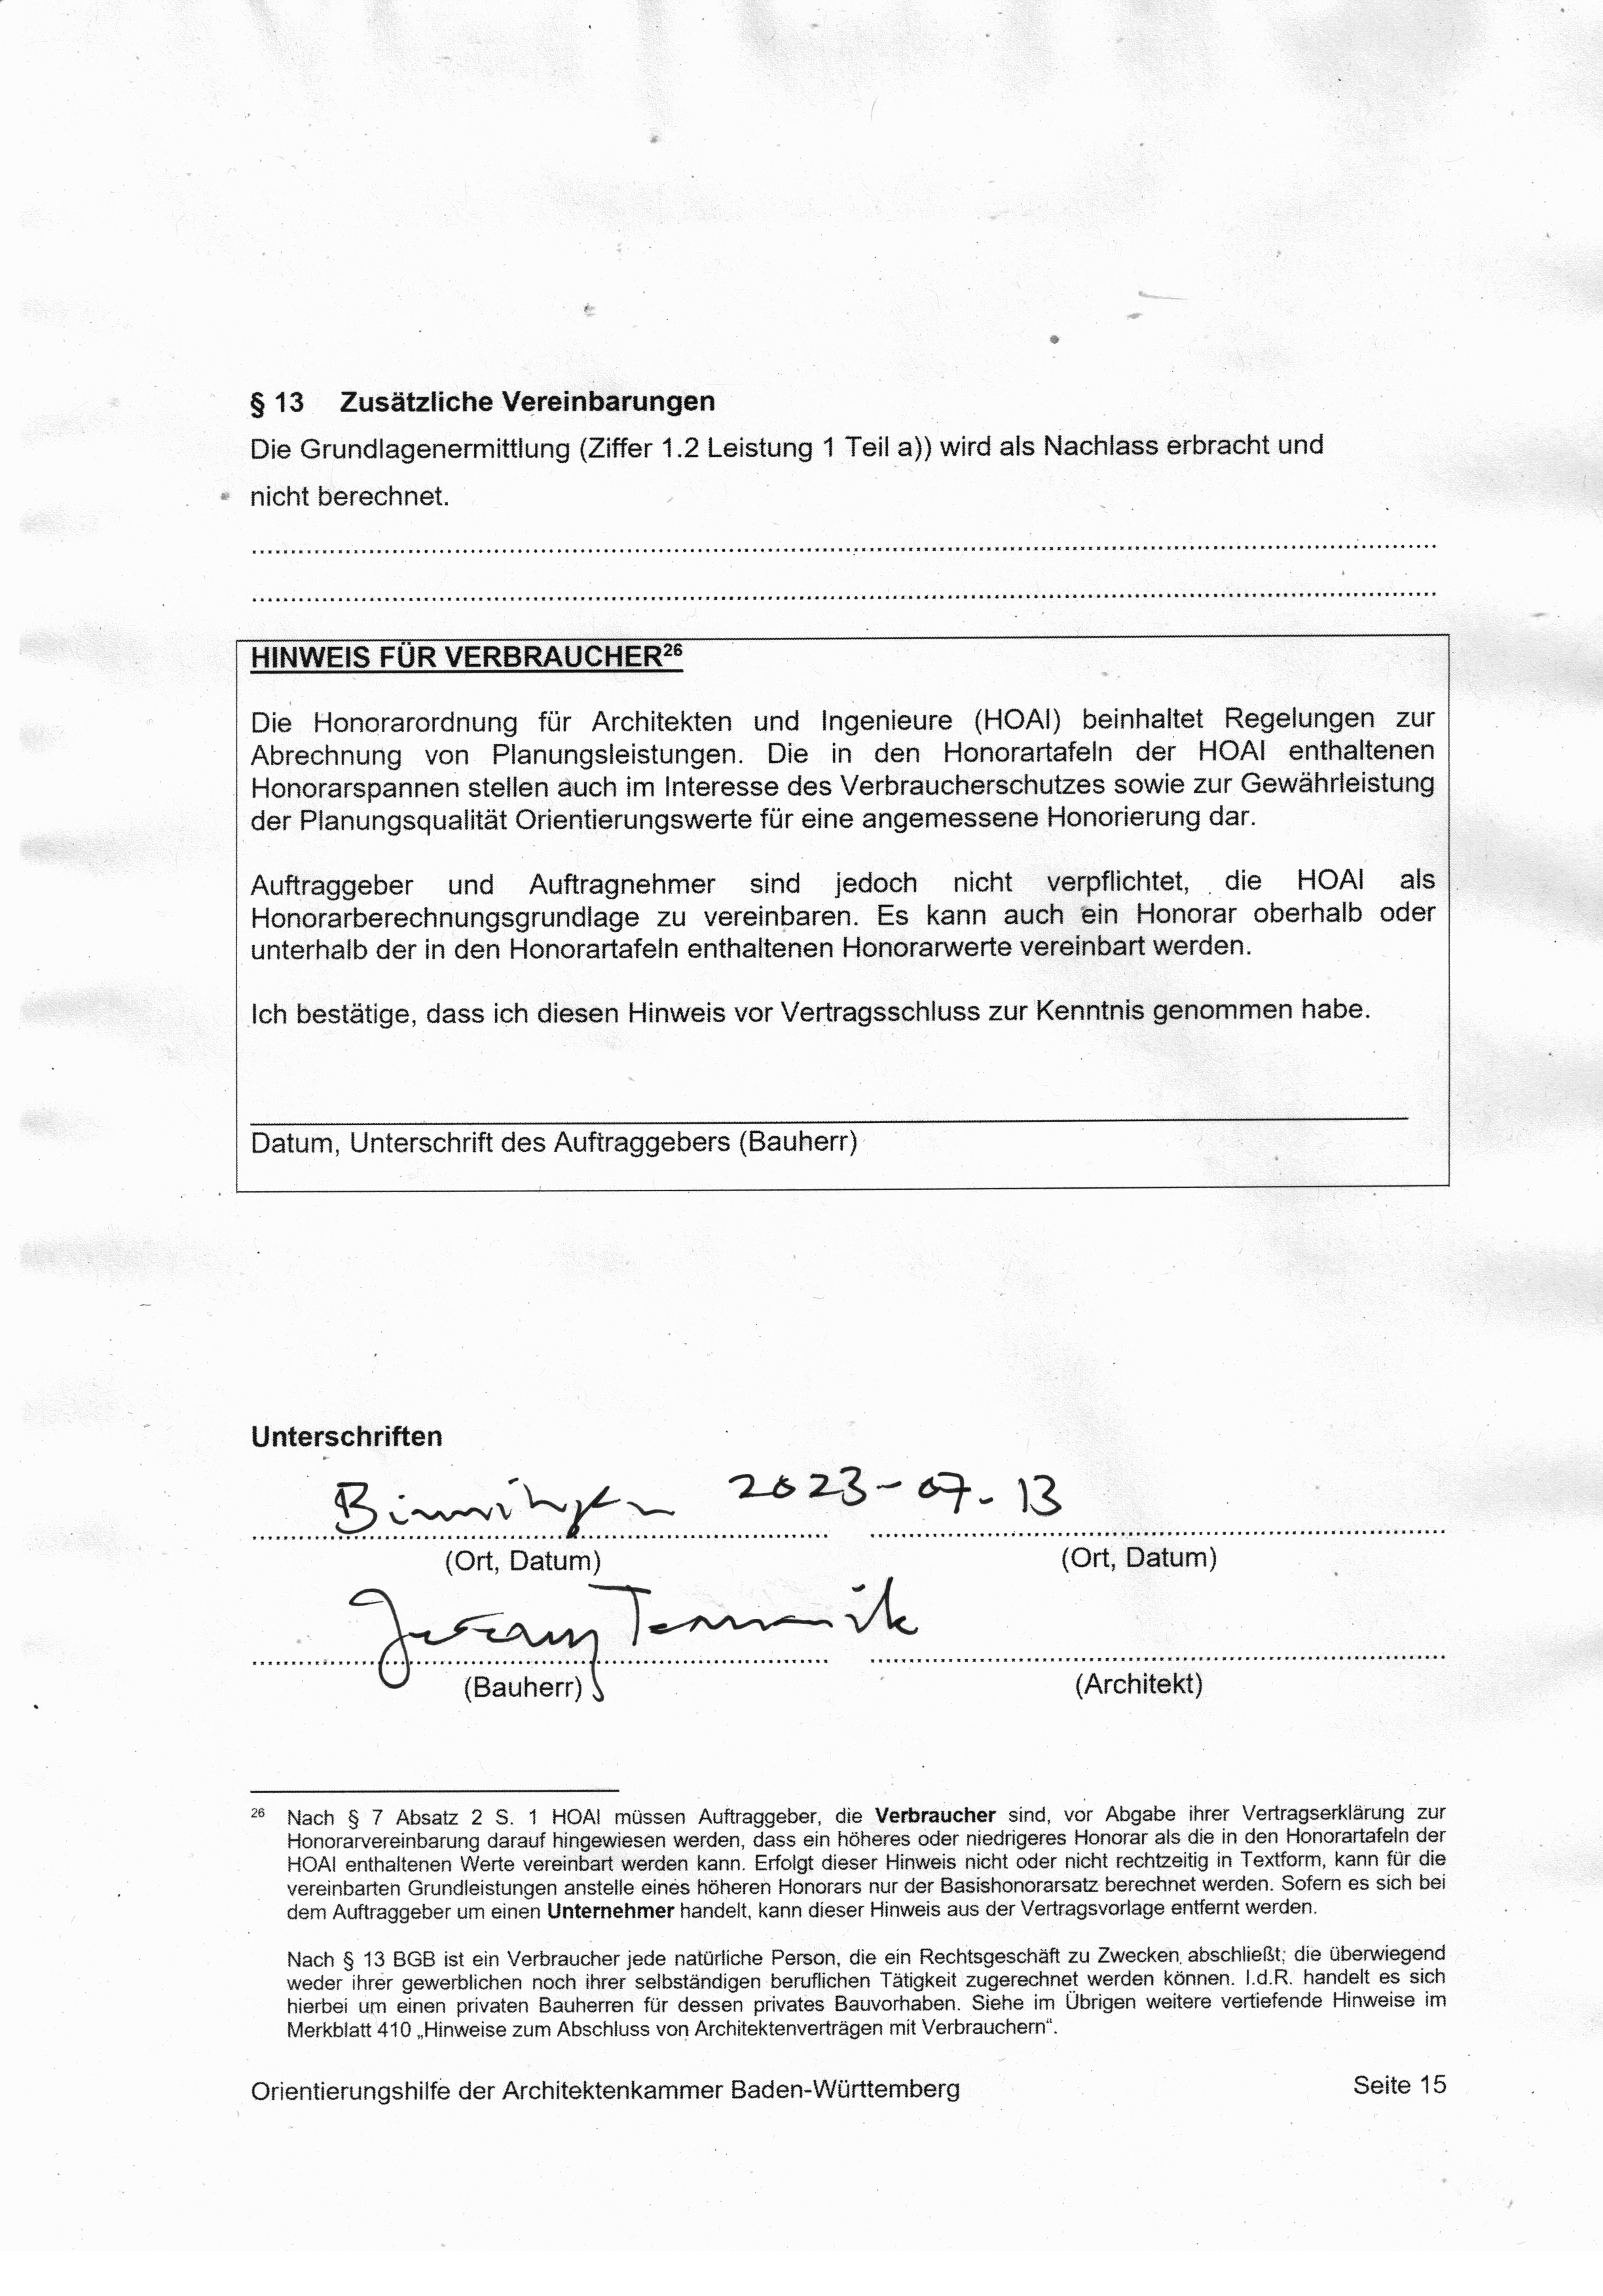 § 13 Zusätzliche Vereinbarungen
Die Grundlagenermittlung (Ziffer 1.2 Leistung 1 Teil a)) wird als Nachlass erbracht und
nicht berechnet.
HINWEIS FÜR VERBRAUCHER26
Die Honorarordnung für Architekten und Ingenieure (HOAI) beinhaltet Regelungen zur
Abrechnung von Planungsleistungen. Die in den Honorartafeln der HOAI enthaltenen
Honorarspannen stellen auch im Interesse des Verbraucherschutzes sowie zur Gewährleistung
der Planungsqualität Orientierungswerte für eine angemessene Honorierung dar.
Auftraggeber und Auftragnehmer sind jedoch nicht verpflichtet, die HOAI als
Honorarberechnungsgrundlage zu vereinbaren. Es kann auch ein Honorar oberhalb oder
unterhalb der in den Honorartafeln enthaltenen Honorarwerte vereinbart werden.
Ich bestätige, dass ich diesen Hinweis vor Vertragsschluss zur Kenntnis genommen habe.
Datum, Unterschrift des Auftraggebers (Bauherr)
Unterschriften
2023-07-13
(Ort, Datum) (Ort, Datum)
(Bauherr) (Architekt)
26 Nach § 7 Absatz 2 S. 1 HOAI müssen Auftraggeber, die Verbraucher sind, vor Abgabe ihrer Vertragserklärung zur
Honorarvereinbarung darauf hingewiesen werden, dass ein höheres oder niedrigeres Honorar als die in den Honorartafeln der
HOAI enthaltenen Werte vereinbart werden kann. Erfolgt dieser Hinweis nicht oder nicht rechtzeitig in Textform, kann für die
vereinbarten Grundleistungen anstelle eines höheren Honorars nur der Basishonorarsatz berechnet werden. Sofern es sich bei
dem Auftraggeber um einen Unternehmer handelt, kann dieser Hinweis aus der Vertragsvorlage entfernt werden.
Nach § 13 BGB ist ein Verbraucher jede natürliche Person, die ein Rechtsgeschäft zu Zwecken abschließt; die überwiegend
weder ihrer gewerblichen noch ihrer selbständigen beruflichen Tätigkeit zugerechnet werden können. I.d.R. handelt es sich
hierbei um einen privaten Bauherren für dessen privates Bauvorhaben. Siehe im Übrigen weitere vertiefende Hinweise im
Merkblatt 410 „Hinweise zum Abschluss von Architektenverträgen mit Verbrauchern“.
Orientierungshilfe der Architektenkammer Baden-Württemberg Seite 15